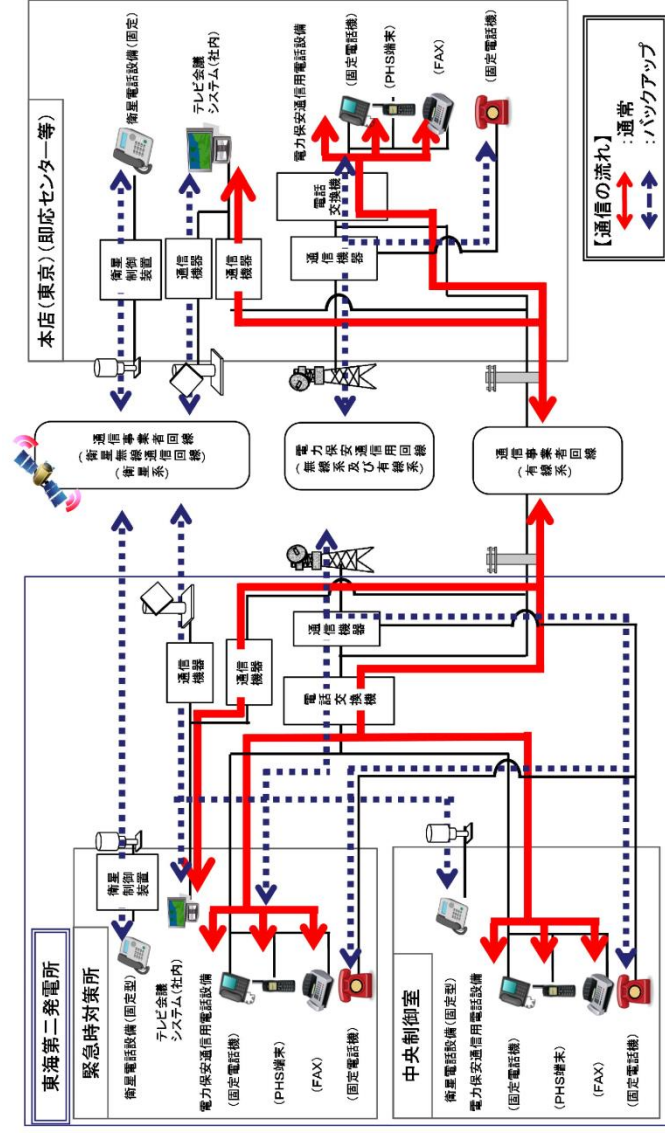 東海第二発電所
緊急時対策所
衛星電話設備(固定型)
衛星
制御
装置
テレビ会議
システム(社内)
通信
機器
通信
機器
電力保安通信用電話設備
(固定電話機)
(PHS端末)
(FAX)
(固定電話機)
電話交換機
通信機器
中央制御室
衛星電話設備(固定型)
電力保安通信用電話設備
(固定電話機)
(PHS端末)
(FAX)
(固定電話機)
通信事業者回線
(衛星無線通信回線)
(衛星系)
電力保安通信用回線
(無線系及び有線系)
通信事業者回線
(有線系)
本店(東京)(即応センター等)
衛星
制御
装置
衛星電話設備(固定)
通信
機器
通信
機器
テレビ会議
システム(社内)
通信機器
電話
交換機
電力保安通信用電話設備
(固定電話機)
(PHS端末)
(FAX)
(固定電話機)
【通信の流れ】
:通常
:バックアップ